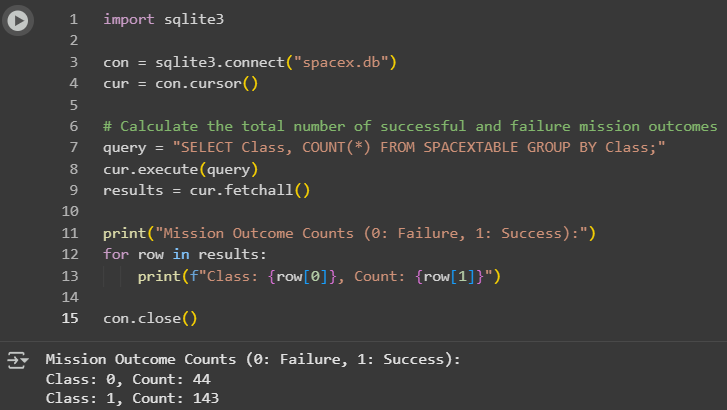 1 import sqlite3
2
3 con = sqlite3.connect("spacex.db")
4 cur = con.cursor()
5
6 # Calculate the total number of successful and failure mission outcomes
7 query = "SELECT Class, COUNT(*) FROM SPACEXTABLE GROUP BY Class;"
8 cur.execute(query)
9 results = cur.fetchall()
10
11 print("Mission Outcome Counts (0: Failure, 1: Success):")
12 for row in results:
13     print(f"Class: {row[0]}, Count: {row[1]}")
14
15 con.close()
Mission Outcome Counts (0: Failure, 1: Success):
Class: 0, Count: 44
Class: 1, Count: 143